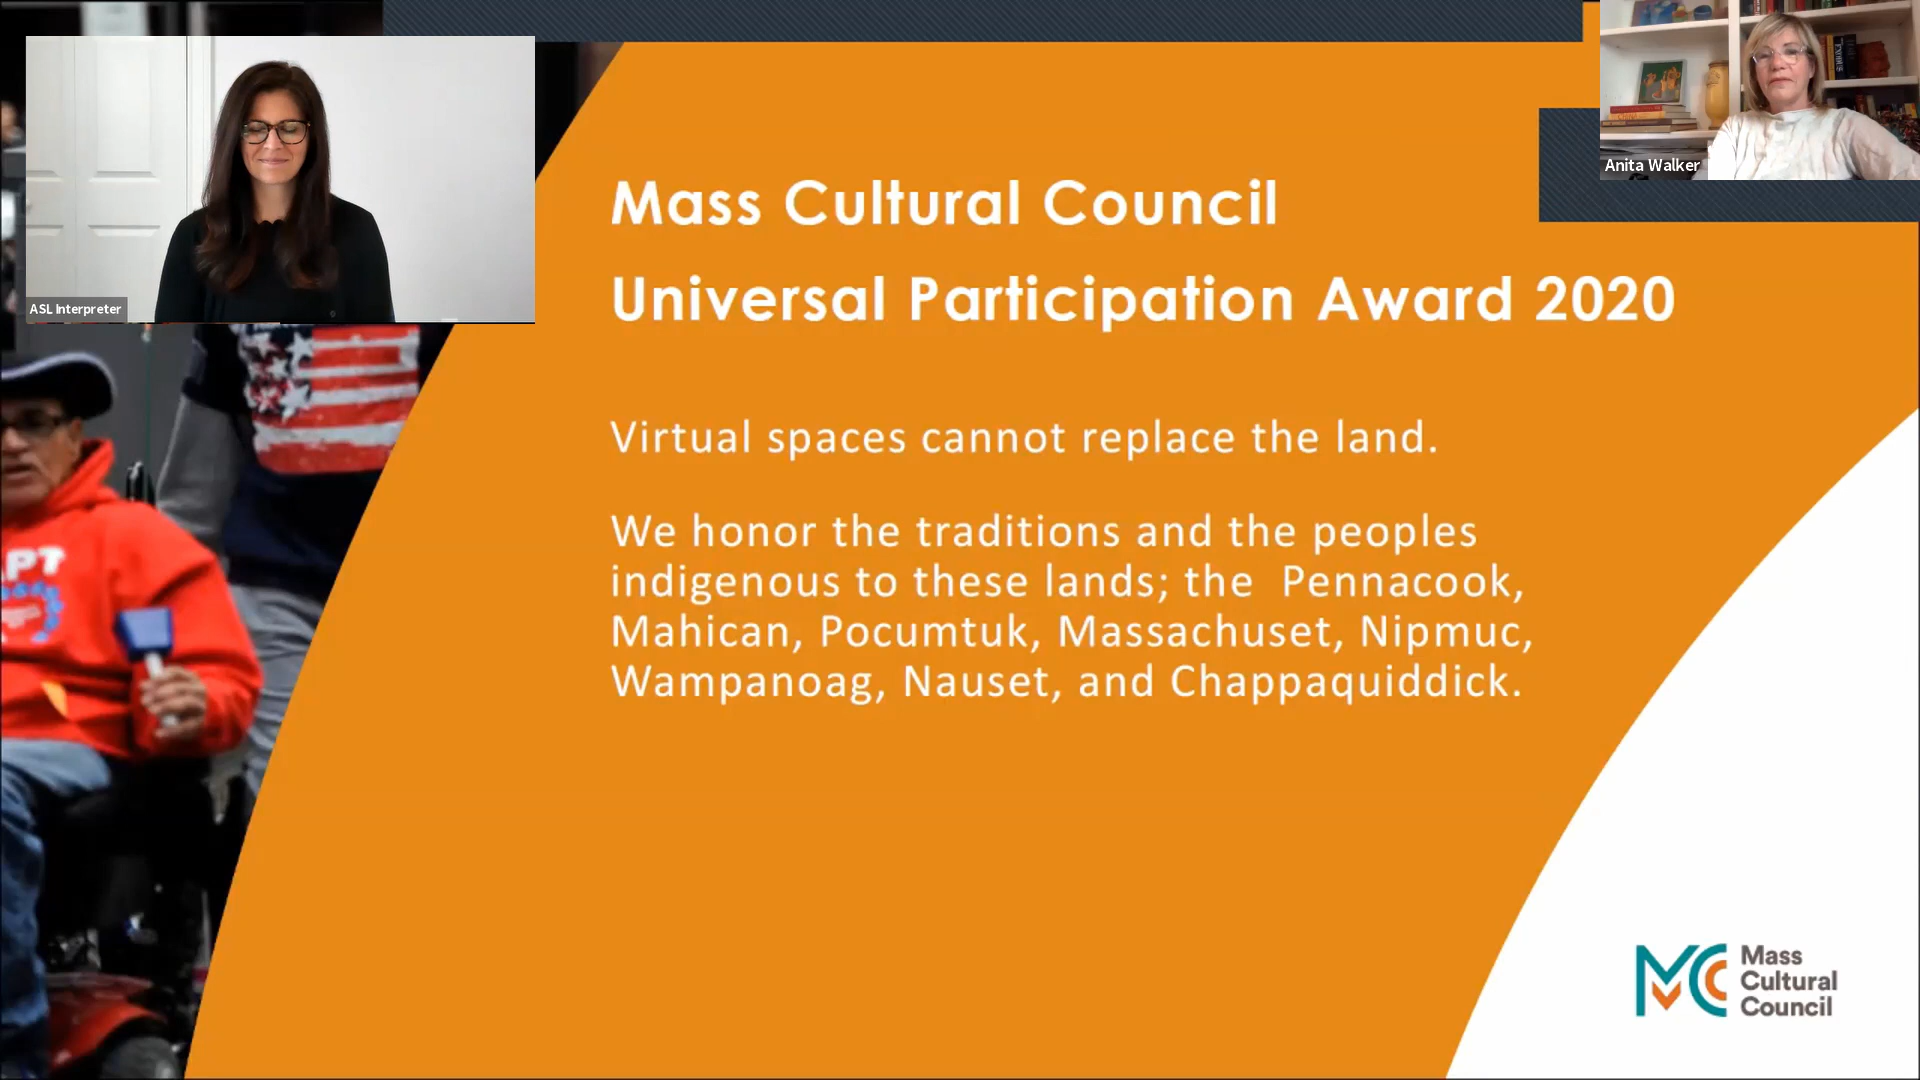 ASL Interpreter
Anita Walker
Mass Cultural Council
Universal Participation Award 2020
Virtual spaces cannot replace the land.
We honor the traditions and the peoples
indigenous to these lands; the Pennacook,
Mahican, Pocumtuk, Massachuset, Nipmuc,
Wampanoag, Nauset, and Chappaquiddick.
PT
MCC
Mass
Cultural
Council